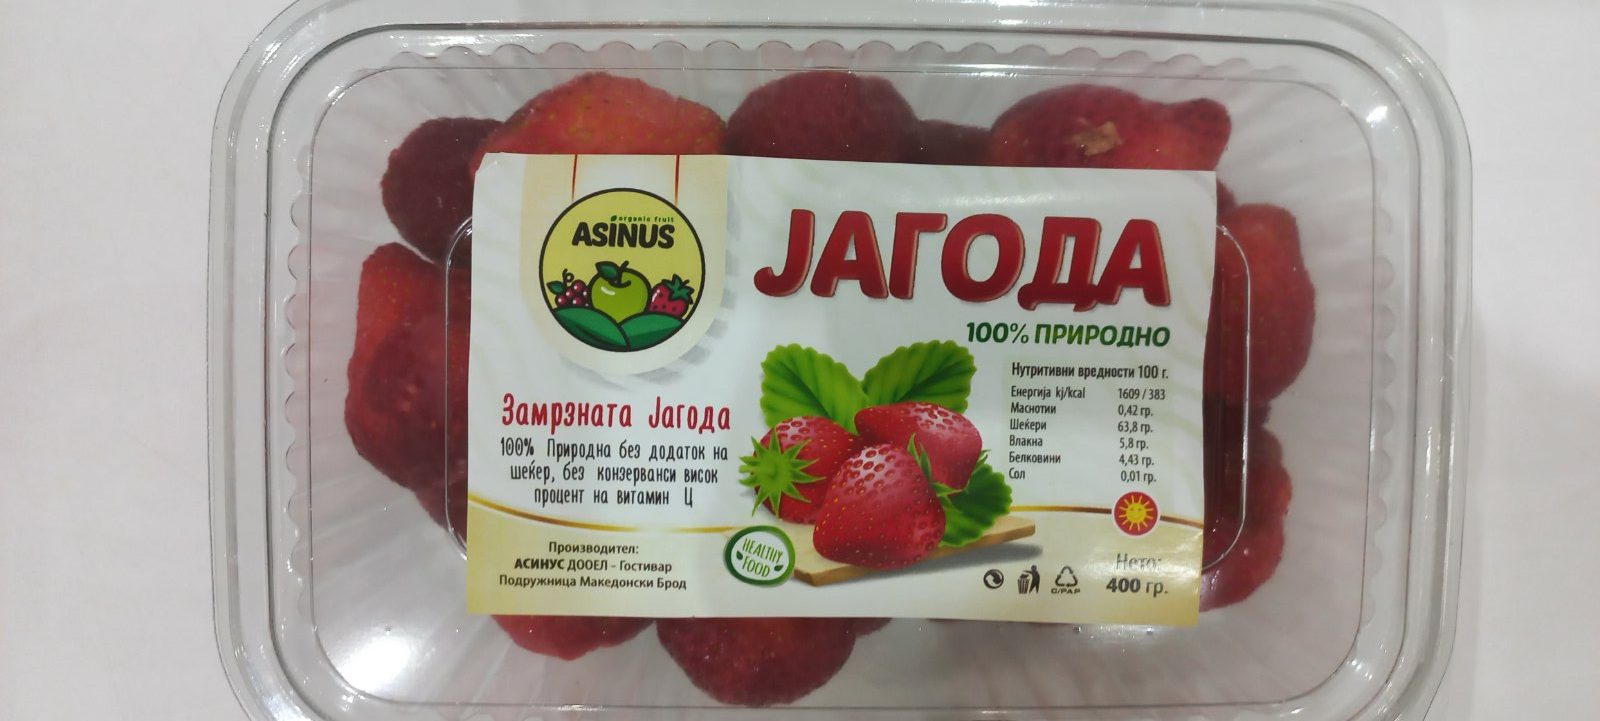 organic fruit
ASINUS
ЈАГОДА
100% ПРИРОДНО
Замрзната Јагода
100% Природна без додаток на
шеќер, без конзерванси висок
процент на витамин Ц
Производител:
АСИНУС ДООЕЛ - Гостивар
Подружница Македонски Брод
HEALTHY
FOOD
Нутритивни вредности 100 г.
Енергија kj/kcal 1609 / 383
Маснотии 0,42 гр.
Шеќери 63,8 гр.
Влакна 5,8 гр.
Белковини 4,43 гр.
Сол 0,01 гр.
C/PAP
Нето:
400 гр.